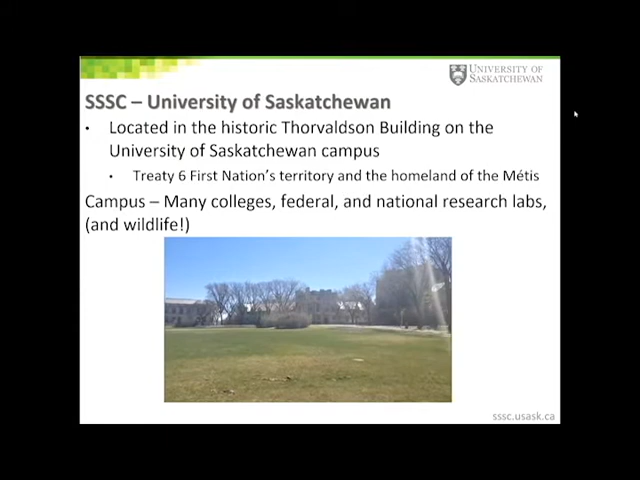 UNIVERSITY OF
SASKATCHEWAN
SSSC – University of Saskatchewan
• Located in the historic Thorvaldson Building on the
University of Saskatchewan campus
• Treaty 6 First Nation's territory and the homeland of the Métis
Campus – Many colleges, federal, and national research labs,
(and wildlife!)
sssc.usask.ca